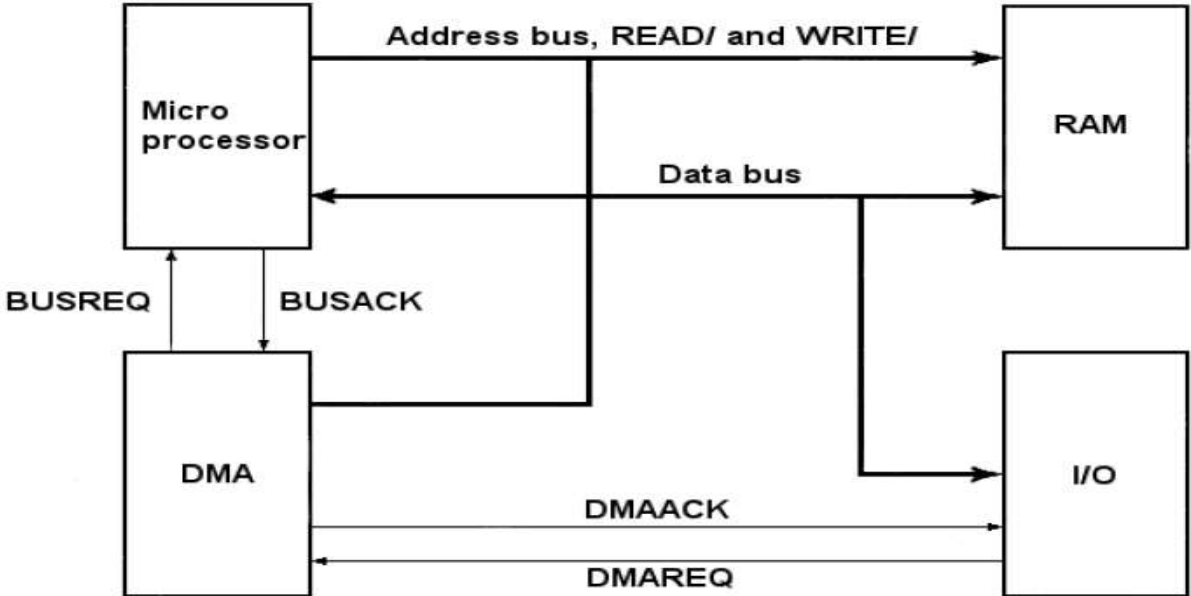 Address bus, READ/ and WRITE/
Micro
processor
RAM
Data bus
BUSREQ
BUSACK
DMA
I/O
DMAACK
DMAREQ